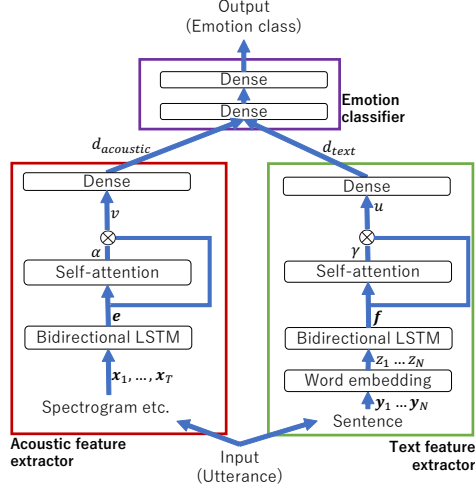 Output
(Emotion class)
Dense
Dense
Emotion
classifier
d_acoustic
d_text
Dense
v
α
Self-attention
e
Bidirectional LSTM
x_1, ..., x_T
Spectrogram etc.
Acoustic feature
extractor
Dense
u
γ
Self-attention
f
Bidirectional LSTM
z_1 ... z_N
Word embedding
y_1 ... y_N
Sentence
Text feature
extractor
Input
(Utterance)